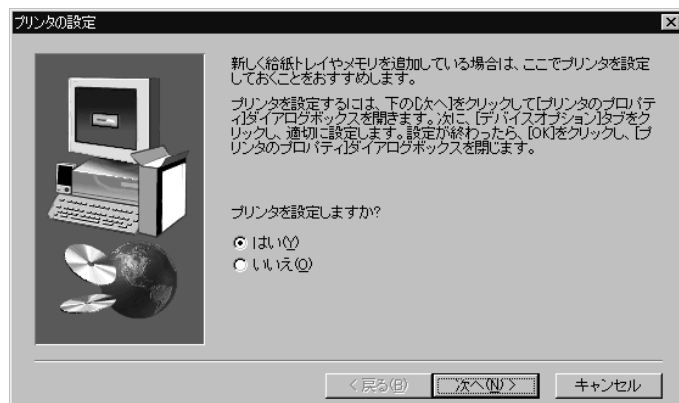 プリンタの設定
新しく給紙トレイやメモリを追加している場合は、ここでプリンタを設定
しておくことをおすすめします。
プリンタを設定するには、下の[次へ]をクリックして[プリンタのプロパテ
ィ]ダイアログボックスを開きます。次に、[デバイスオプション]タブをク
リックし、適切に設定します。設定が終わったら、[OK]をクリックし、[プ
リンタのプロパティ]ダイアログボックスを閉じます。
プリンタを設定しますか?
はい(Y)
いいえ(O)
< 戻る(B)
次へ(N) >
キャンセル